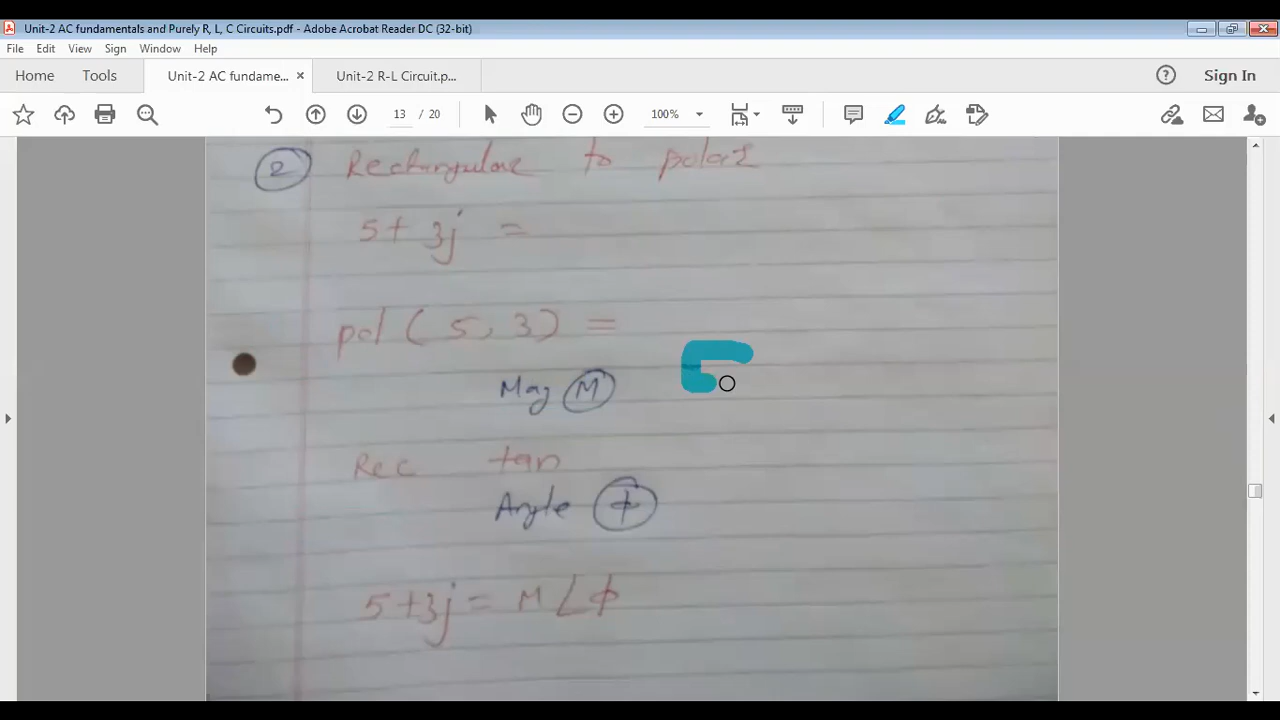 Unit-2 AC fundamentals and Purely R, L, C Circuits.pdf - Adobe Acrobat Reader DC (32-bit)
File Edit View Sign Window Help
Home Tools Unit-2 AC fundame... × Unit-2 R-L Circuit.p... Sign In
13 / 20 100%
2 Rectangular to polar
5+ 3j =
pol ( 5, 3) =
Mag M
Rec tan
Angle ϕ
5+3j = M ∠ ϕ